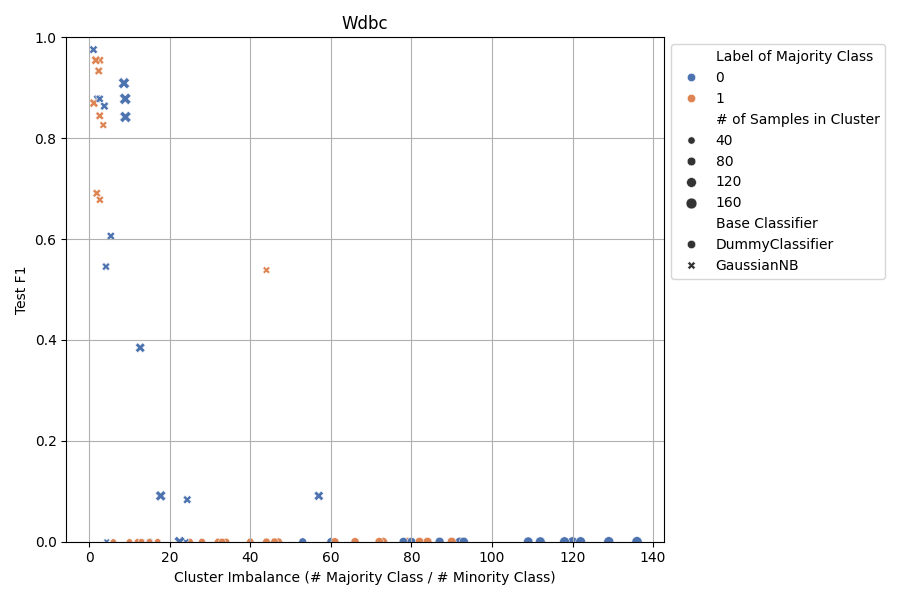 Wdbc
1.0
0.8
0.6
0.4
0.2
0.0
Test F1
0 20 40 60 80 100 120 140
Cluster Imbalance (# Majority Class / # Minority Class)
Label of Majority Class
0
1
# of Samples in Cluster
40
80
120
160
Base Classifier
DummyClassifier
GaussianNB